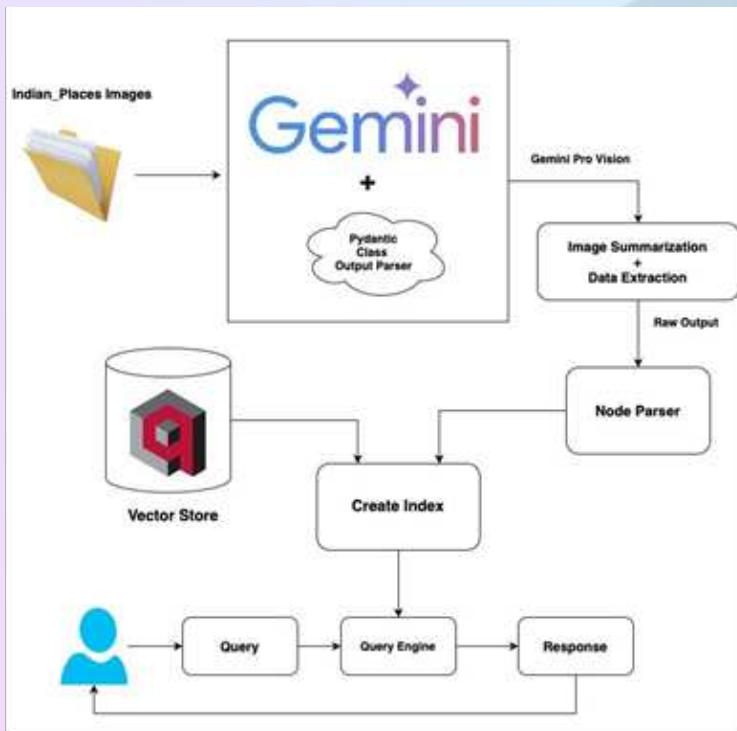 Indian_Places Images
Gemini
+
Pydantic
Class
Output Parser
Gemini Pro Vision
Image Summarization
+
Data Extraction
Raw Output
Node Parser
Vector Store
Create Index
Query
Query Engine
Response